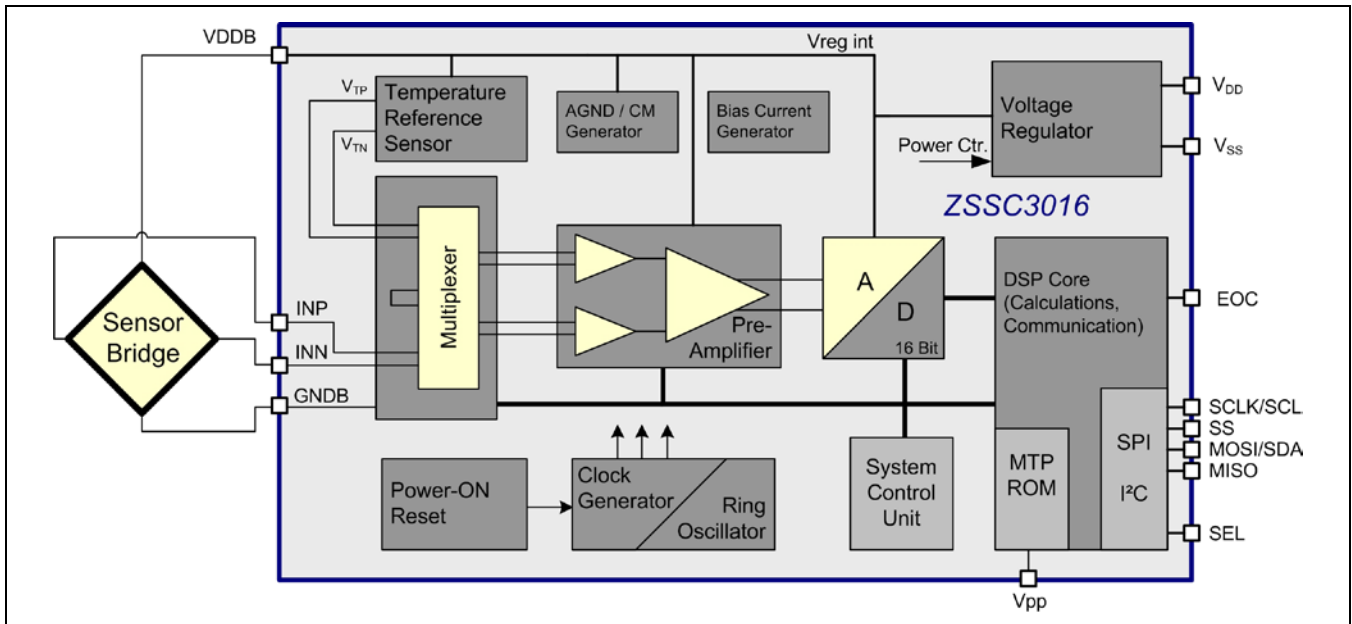 VDDB
Vreg int
VTP
VTN
Temperature
Reference
Sensor
AGND / CM
Generator
Bias Current
Generator
Voltage
Regulator
Power Ctr.
VDD
VSS
ZSSC3016
Sensor
Bridge
INP
INN
GNDB
Multiplexer
Pre-
Amplifier
A
D
16 Bit
DSP Core
(Calculations,
Communication)
EOC
SCLK/SCL
SS
MOSI/SDA
MISO
SEL
SPI
I²C
MTP
ROM
Vpp
Power-ON
Reset
Clock
Generator
Ring
Oscillator
System
Control
Unit